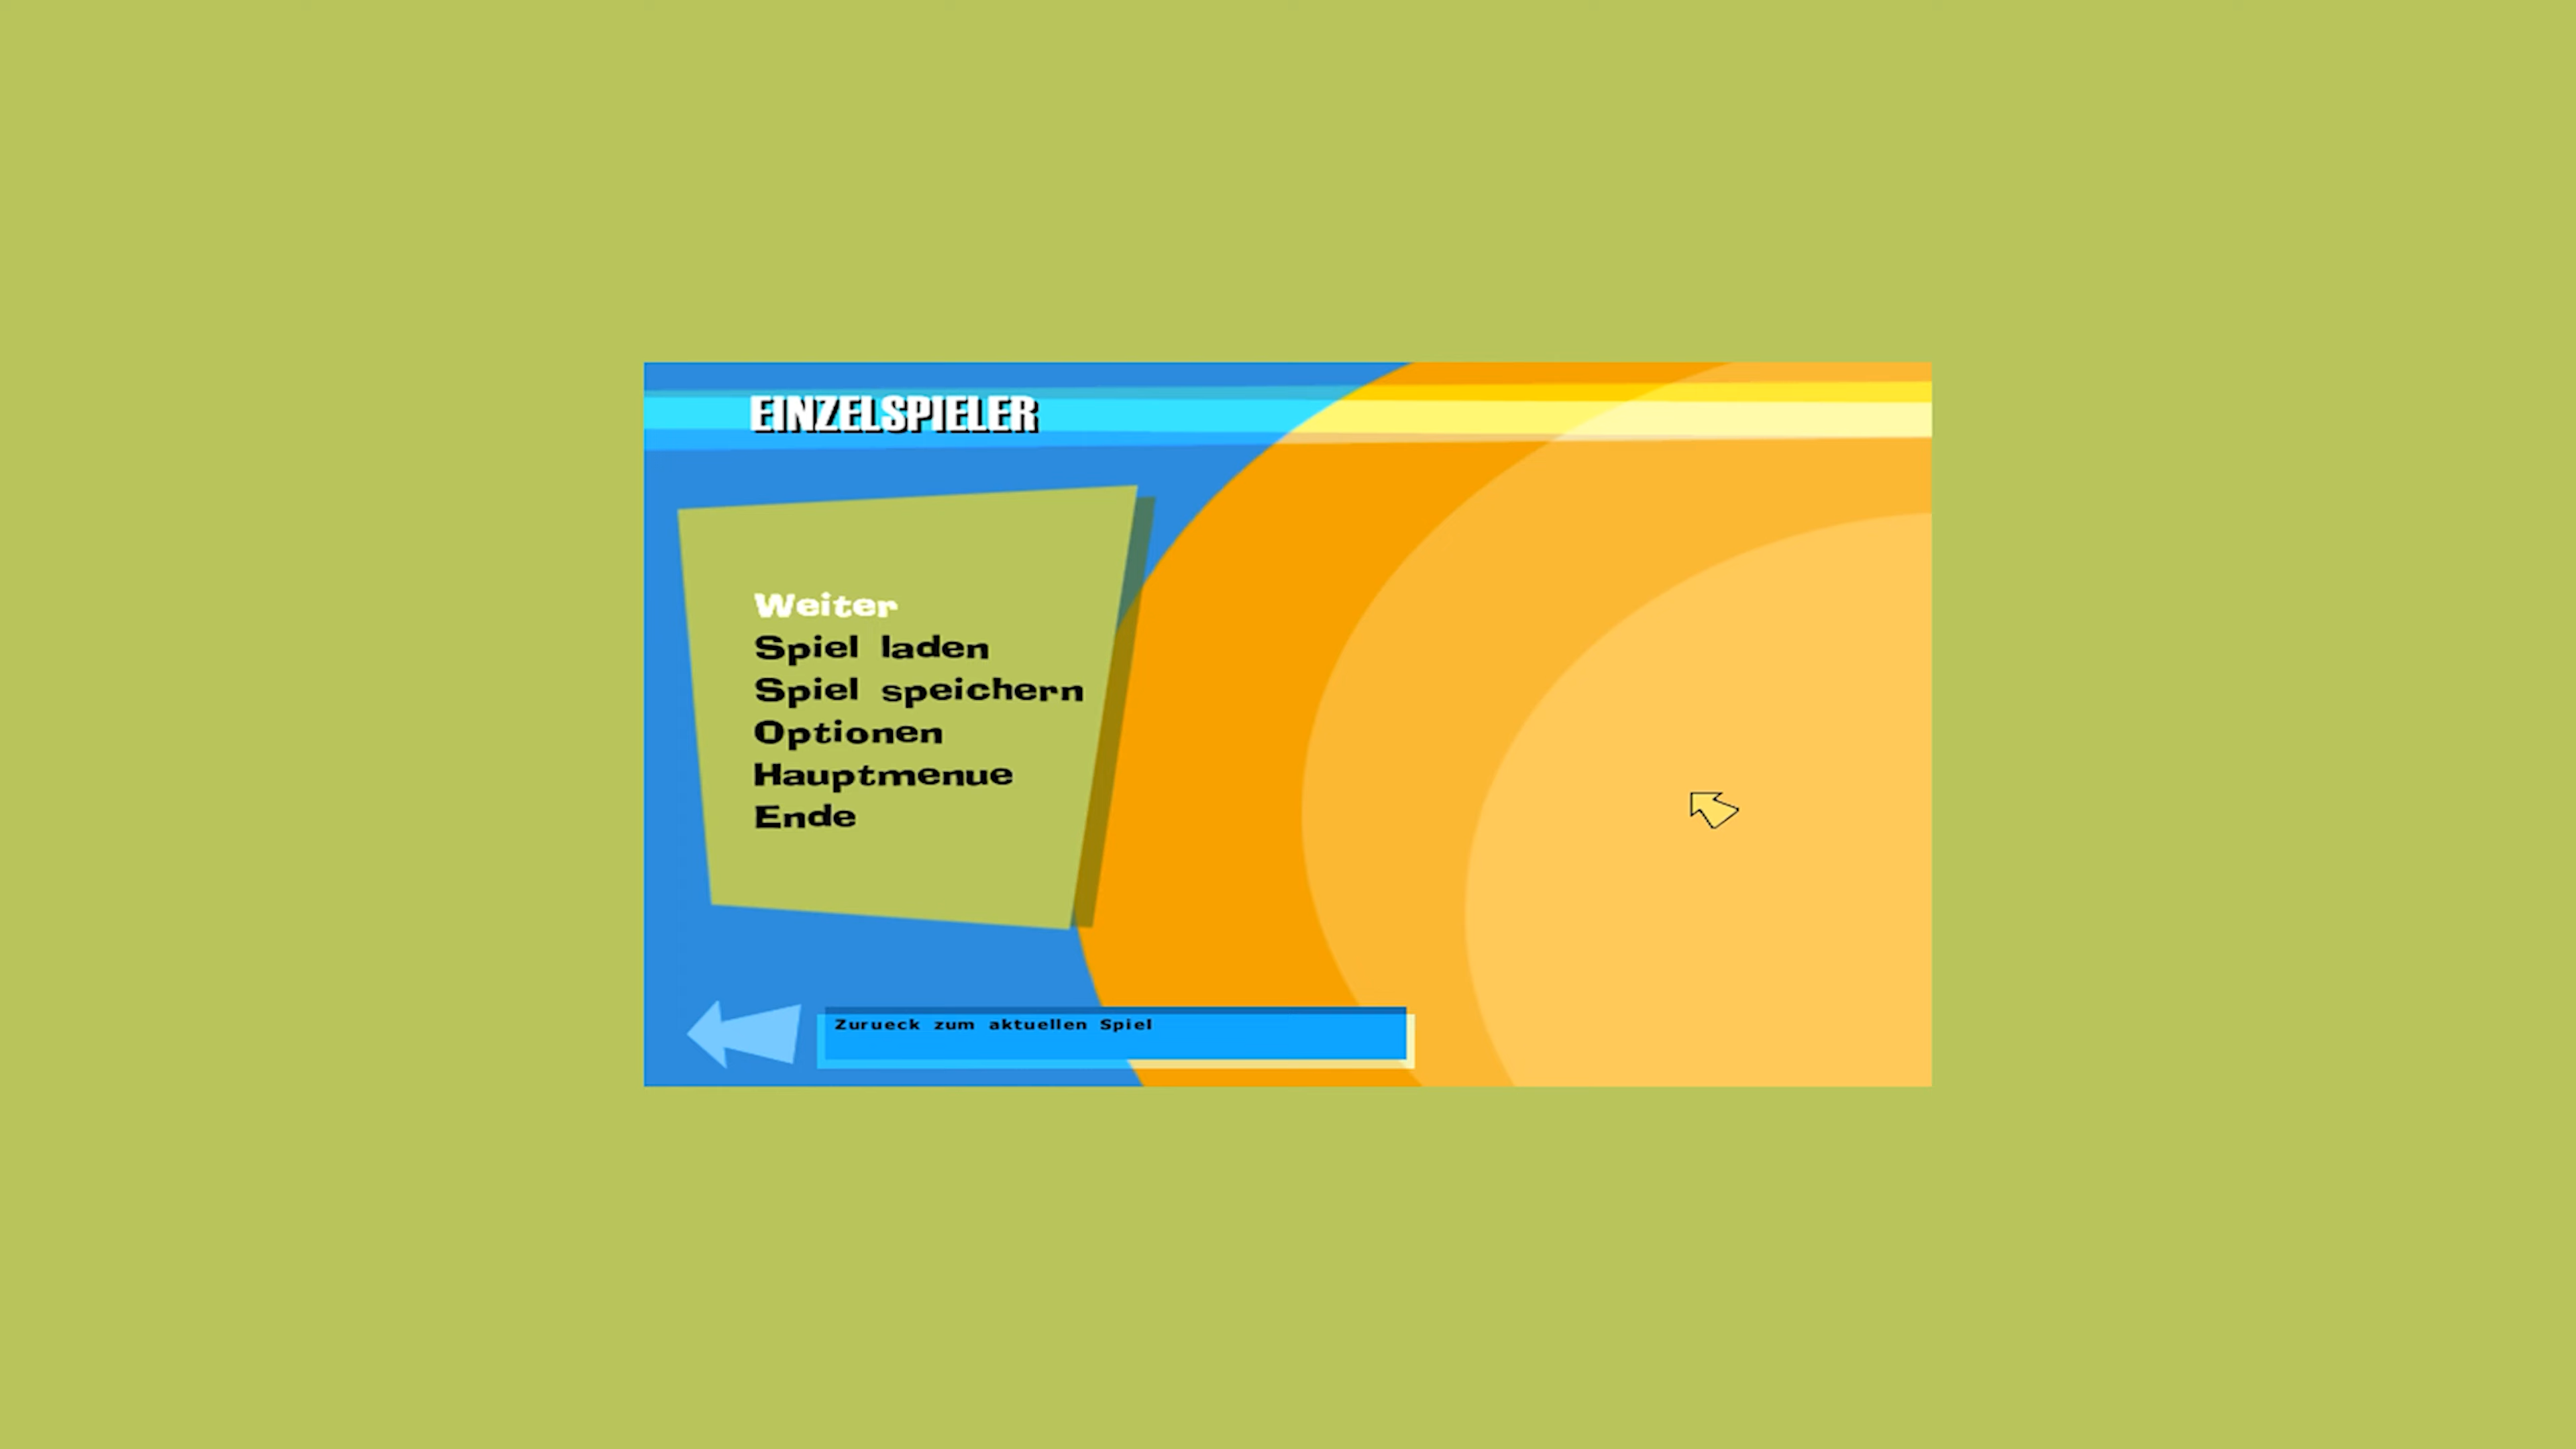 EINZELSPIELER
Weiter
Spiel laden
Spiel speichern
Optionen
Hauptmenue
Ende
Zurueck zum aktuellen Spiel